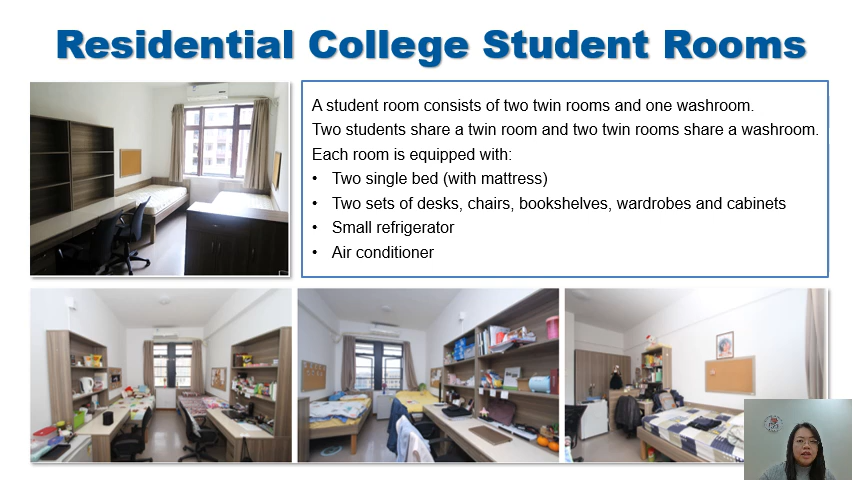 Residential College Student Rooms
A student room consists of two twin rooms and one washroom.
Two students share a twin room and two twin rooms share a washroom.
Each room is equipped with:
• Two single bed (with mattress)
• Two sets of desks, chairs, bookshelves, wardrobes and cabinets
• Small refrigerator
• Air conditioner